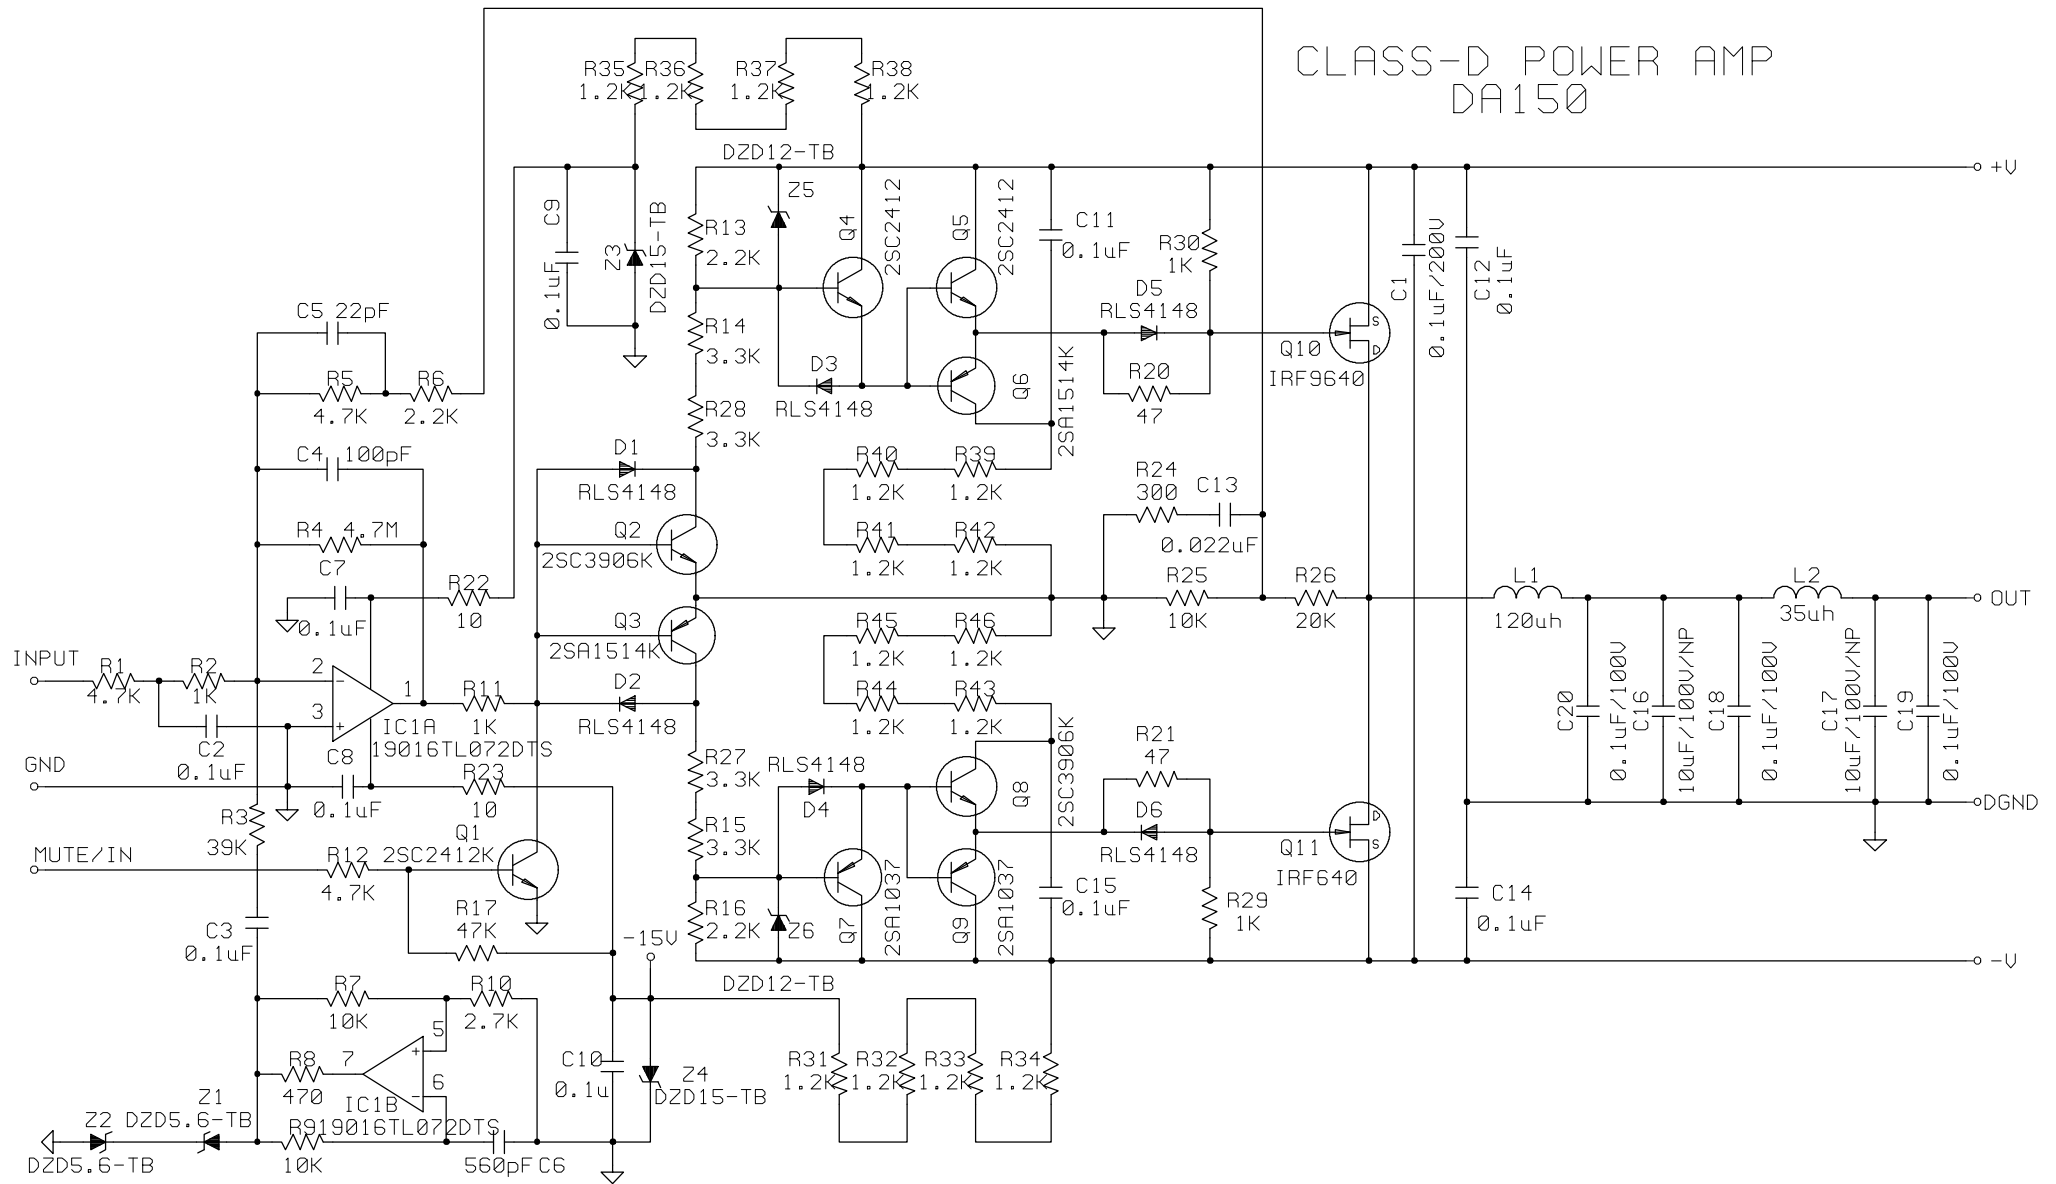 CLASS-D POWER AMP
DA150
R35
1.2K
R36
1.2K
R37
1.2K
R38
1.2K
DZD12-TB
Z5
+V
C9
0.1uF
Z3
DZD15-TB
R13
2.2K
Q4
2SC2412
Q5
2SC2412
C11
0.1uF
R30
1K
C1
0.1uF/200V
C12
0.1uF
C5 22pF
R14
3.3K
D5
RLS4148
S
D
Q10
IRF9640
R5
4.7K
R6
2.2K
D3
RLS4148
Q6
2SA1514K
R20
47
R28
3.3K
C4 100pF
D1
RLS4148
R40
1.2K
R39
1.2K
R24
300
C13
0.022uF
R4 4.7M
Q2
2SC3906K
R41
1.2K
R42
1.2K
C7
0.1uF
R22
10
R25
10K
R26
20K
L1
120uh
L2
35uh
OUT
Q3
2SA1514K
R45
1.2K
R46
1.2K
INPUT
R1
4.7K
R2
1K
2
-
3
+
1
IC1A
19016TL072DTS
R11
1K
D2
RLS4148
R44
1.2K
R43
1.2K
C20
0.1uF/100V
C16
10uF/100V/NP
C18
0.1uF/100V
C17
10uF/100V/NP
C19
0.1uF/100V
C2
0.1uF
GND
C8
0.1uF
R23
10
R27
3.3K
RLS4148
D4
Q8
2SC3906K
R21
47
D6
RLS4148
D
S
Q11
IRF640
DGND
R3
39K
MUTE/IN
R12
4.7K
Q1
2SC2412K
R15
3.3K
R17
47K
R16
2.2K
Z6
Q7
2SA1037
Q9
2SA1037
C15
0.1uF
R29
1K
C14
0.1uF
C3
0.1uF
-15V
-V
DZD12-TB
R7
10K
R10
2.7K
5
+
6
-
7
R8
470
IC1B
19016TL072DTS
C10
0.1u
Z4
DZD15-TB
R31
1.2K
R32
1.2K
R33
1.2K
R34
1.2K
Z2
DZD5.6-TB
Z1
DZD5.6-TB
R9
10K
560pF C6